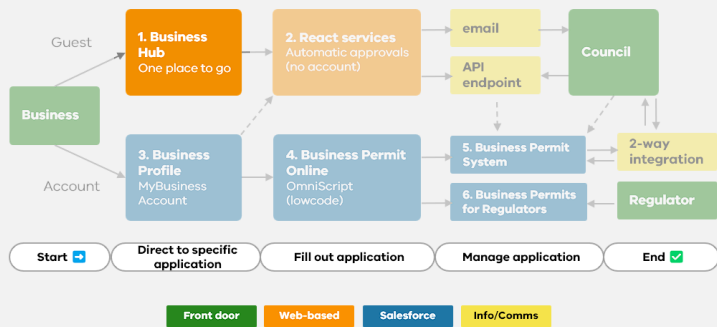 Guest
1. Business
Hub
One place to go
2. React services
Automatic approvals
(no account)
email
API
endpoint
Council
Business
Account
3. Business
Profile
MyBusiness
Account
4. Business Permit
Online
OmniScript
(lowcode)
5. Business Permit
System
6. Business Permits
for Regulators
2-way
integration
Regulator
Start ➡️
Direct to specific
application
Fill out application
Manage application
End ✅
Front door
Web-based
Salesforce
Info/Comms